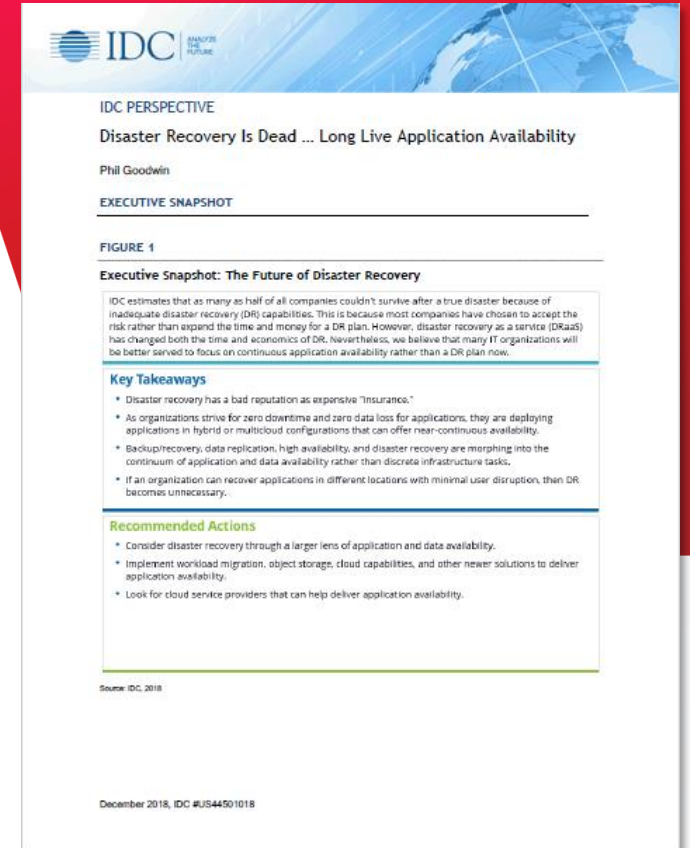 IDC ANALYZE
THE
FUTURE
IDC PERSPECTIVE
Disaster Recovery Is Dead ... Long Live Application Availability
Phil Goodwin
EXECUTIVE SNAPSHOT
FIGURE 1
Executive Snapshot: The Future of Disaster Recovery
IDC estimates that as many as half of all companies couldn't survive after a true disaster because of
inadequate disaster recovery (DR) capabilities. This is because most companies have chosen to accept the
risk rather than expend the time and money for a DR plan. However, disaster recovery as a service (DRaaS)
has changed both the time and economics of DR. Nevertheless, we believe that many IT organizations will
be better served to focus on continuous application availability rather than a DR plan now.
Key Takeaways
• Disaster recovery has a bad reputation as expensive "insurance."
• As organizations strive for zero downtime and zero data loss for applications, they are deploying
applications in hybrid or multicloud configurations that can offer near-continuous availability.
• Backup/recovery, data replication, high availability, and disaster recovery are morphing into the
continuum of application and data availability rather than discrete infrastructure tasks.
• If an organization can recover applications in different locations with minimal user disruption, then DR
becomes unnecessary.
Recommended Actions
• Consider disaster recovery through a larger lens of application and data availability.
• Implement workload migration, object storage, cloud capabilities, and other newer solutions to deliver
application availability.
• Look for cloud service providers that can help deliver application availability.
Source: IDC, 2018
December 2018, IDC #US44501018